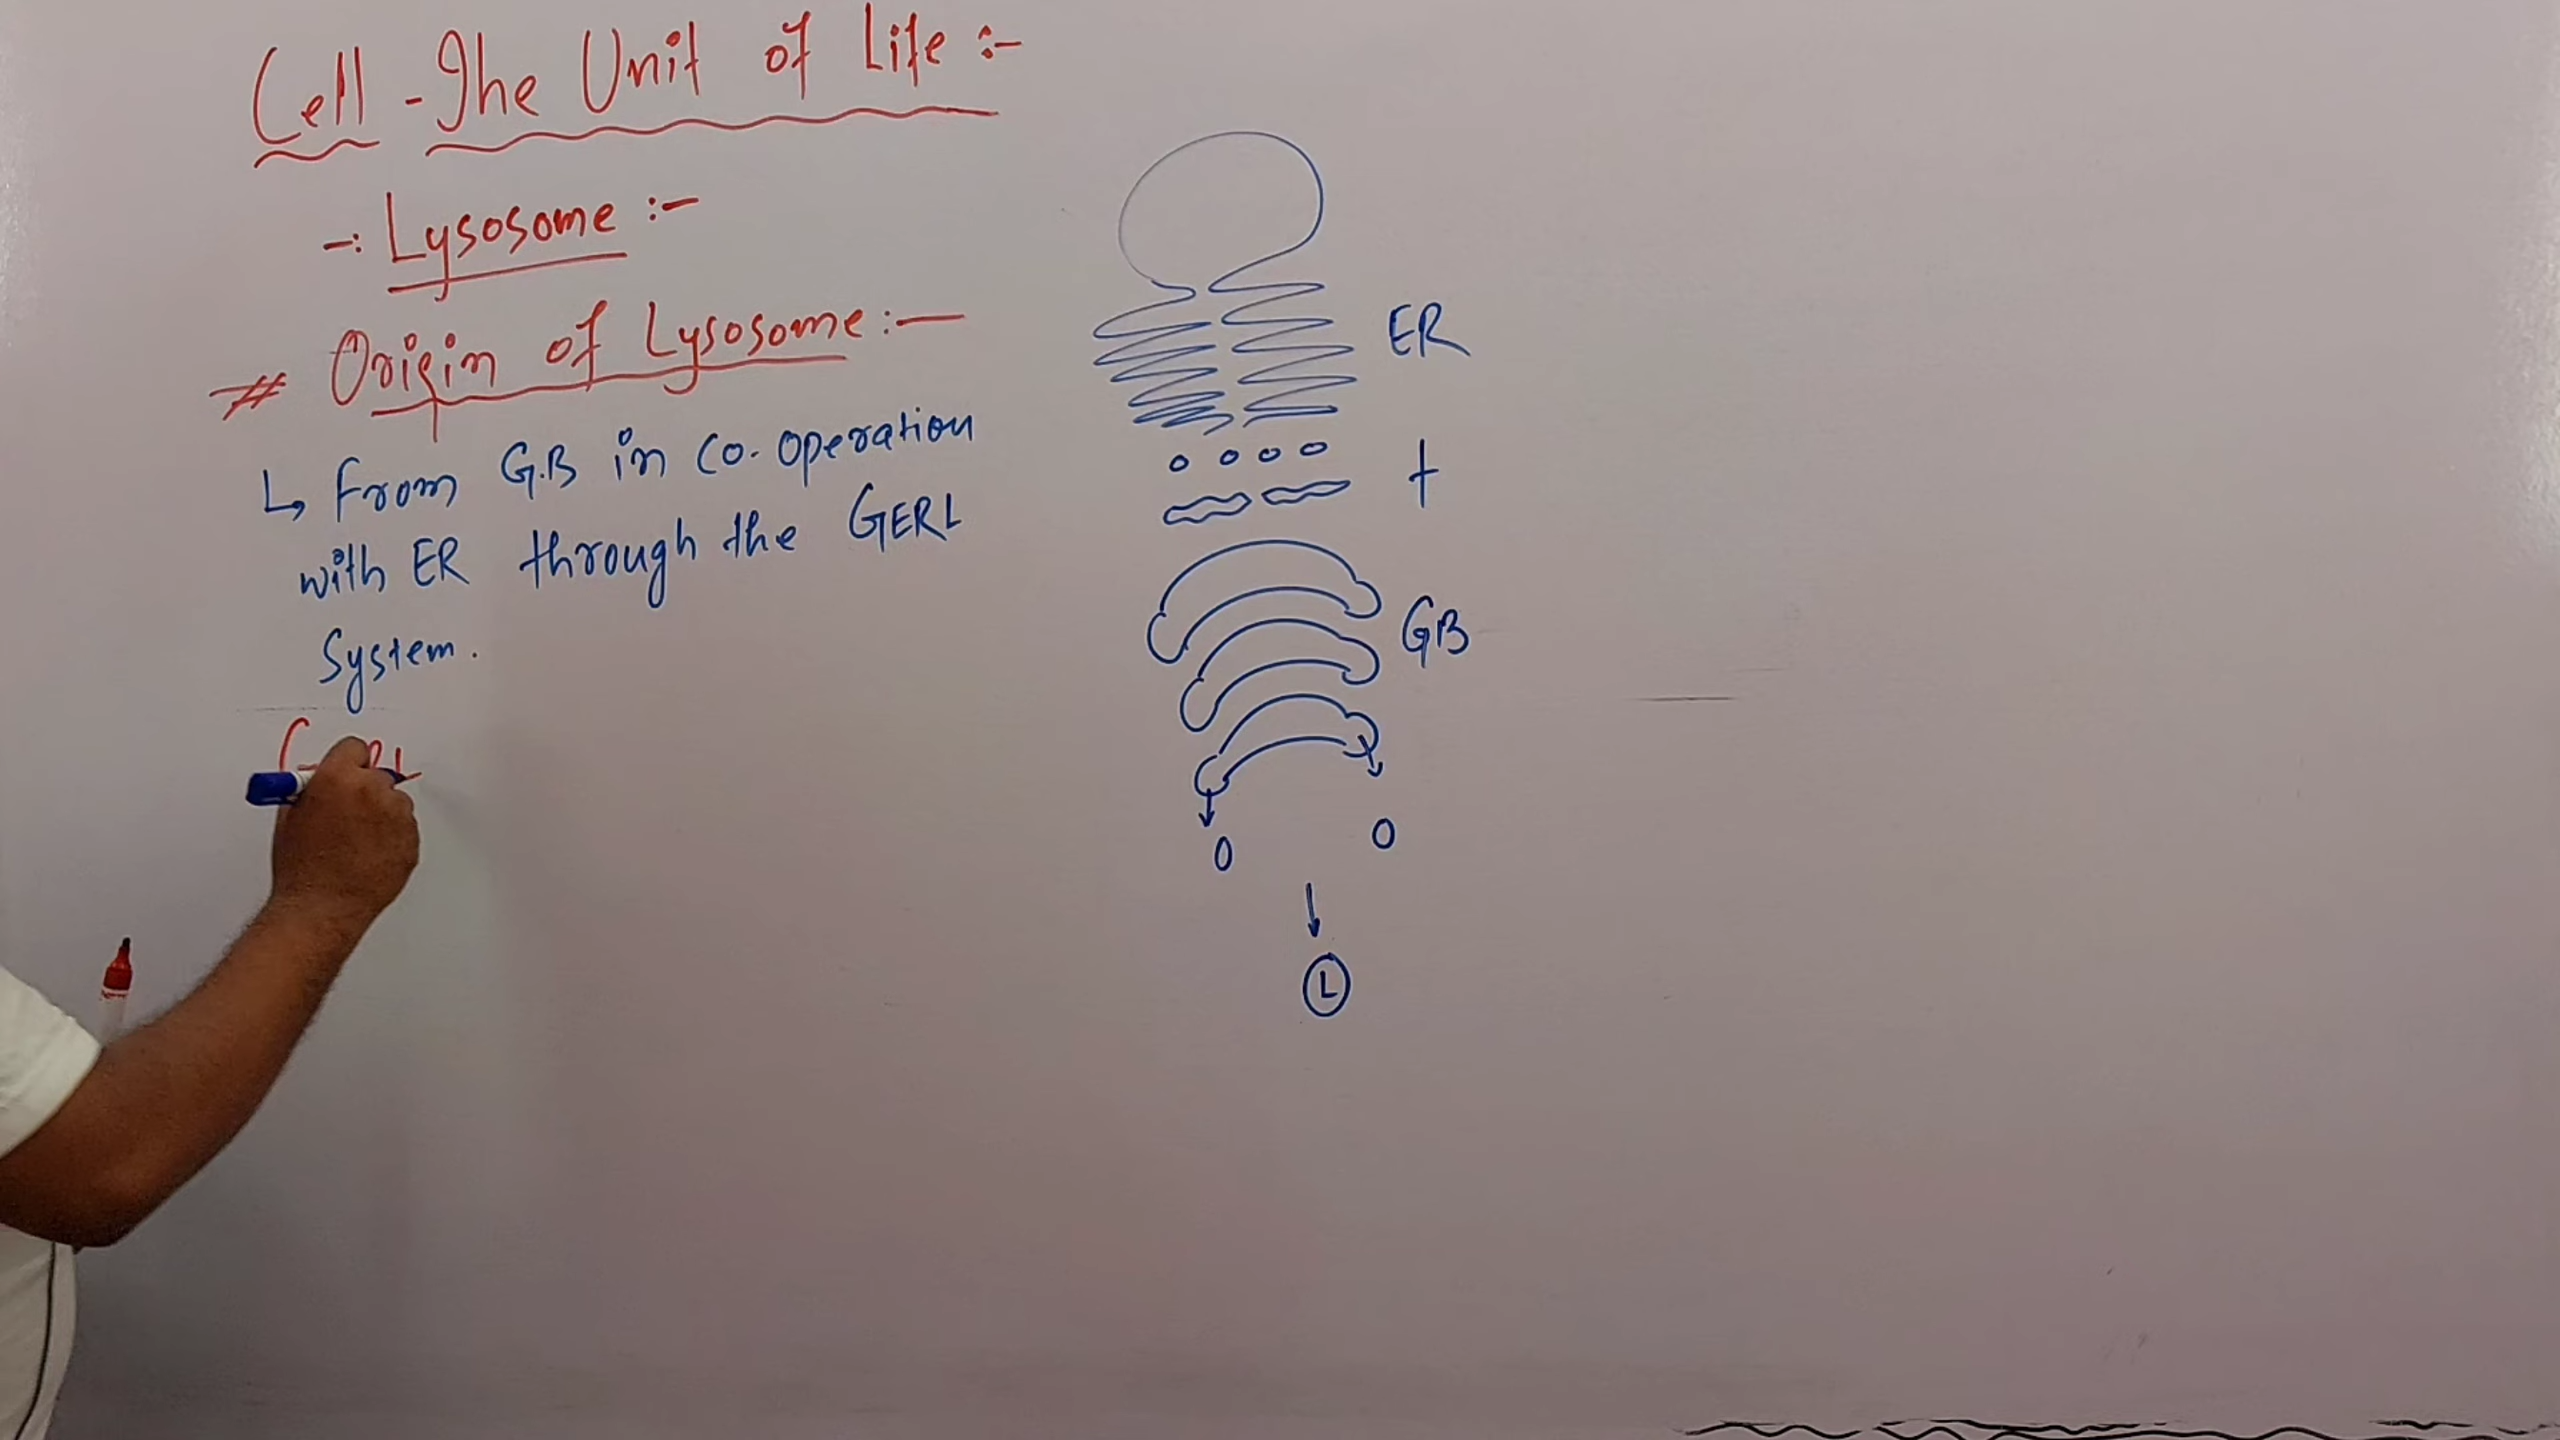 Cell - The Unit of Life :-
-: Lysosome :-
# Origin of Lysosome :-
↳ From G.B in Co-operation
with ER through the GERL
System.
ER
+
GB
L